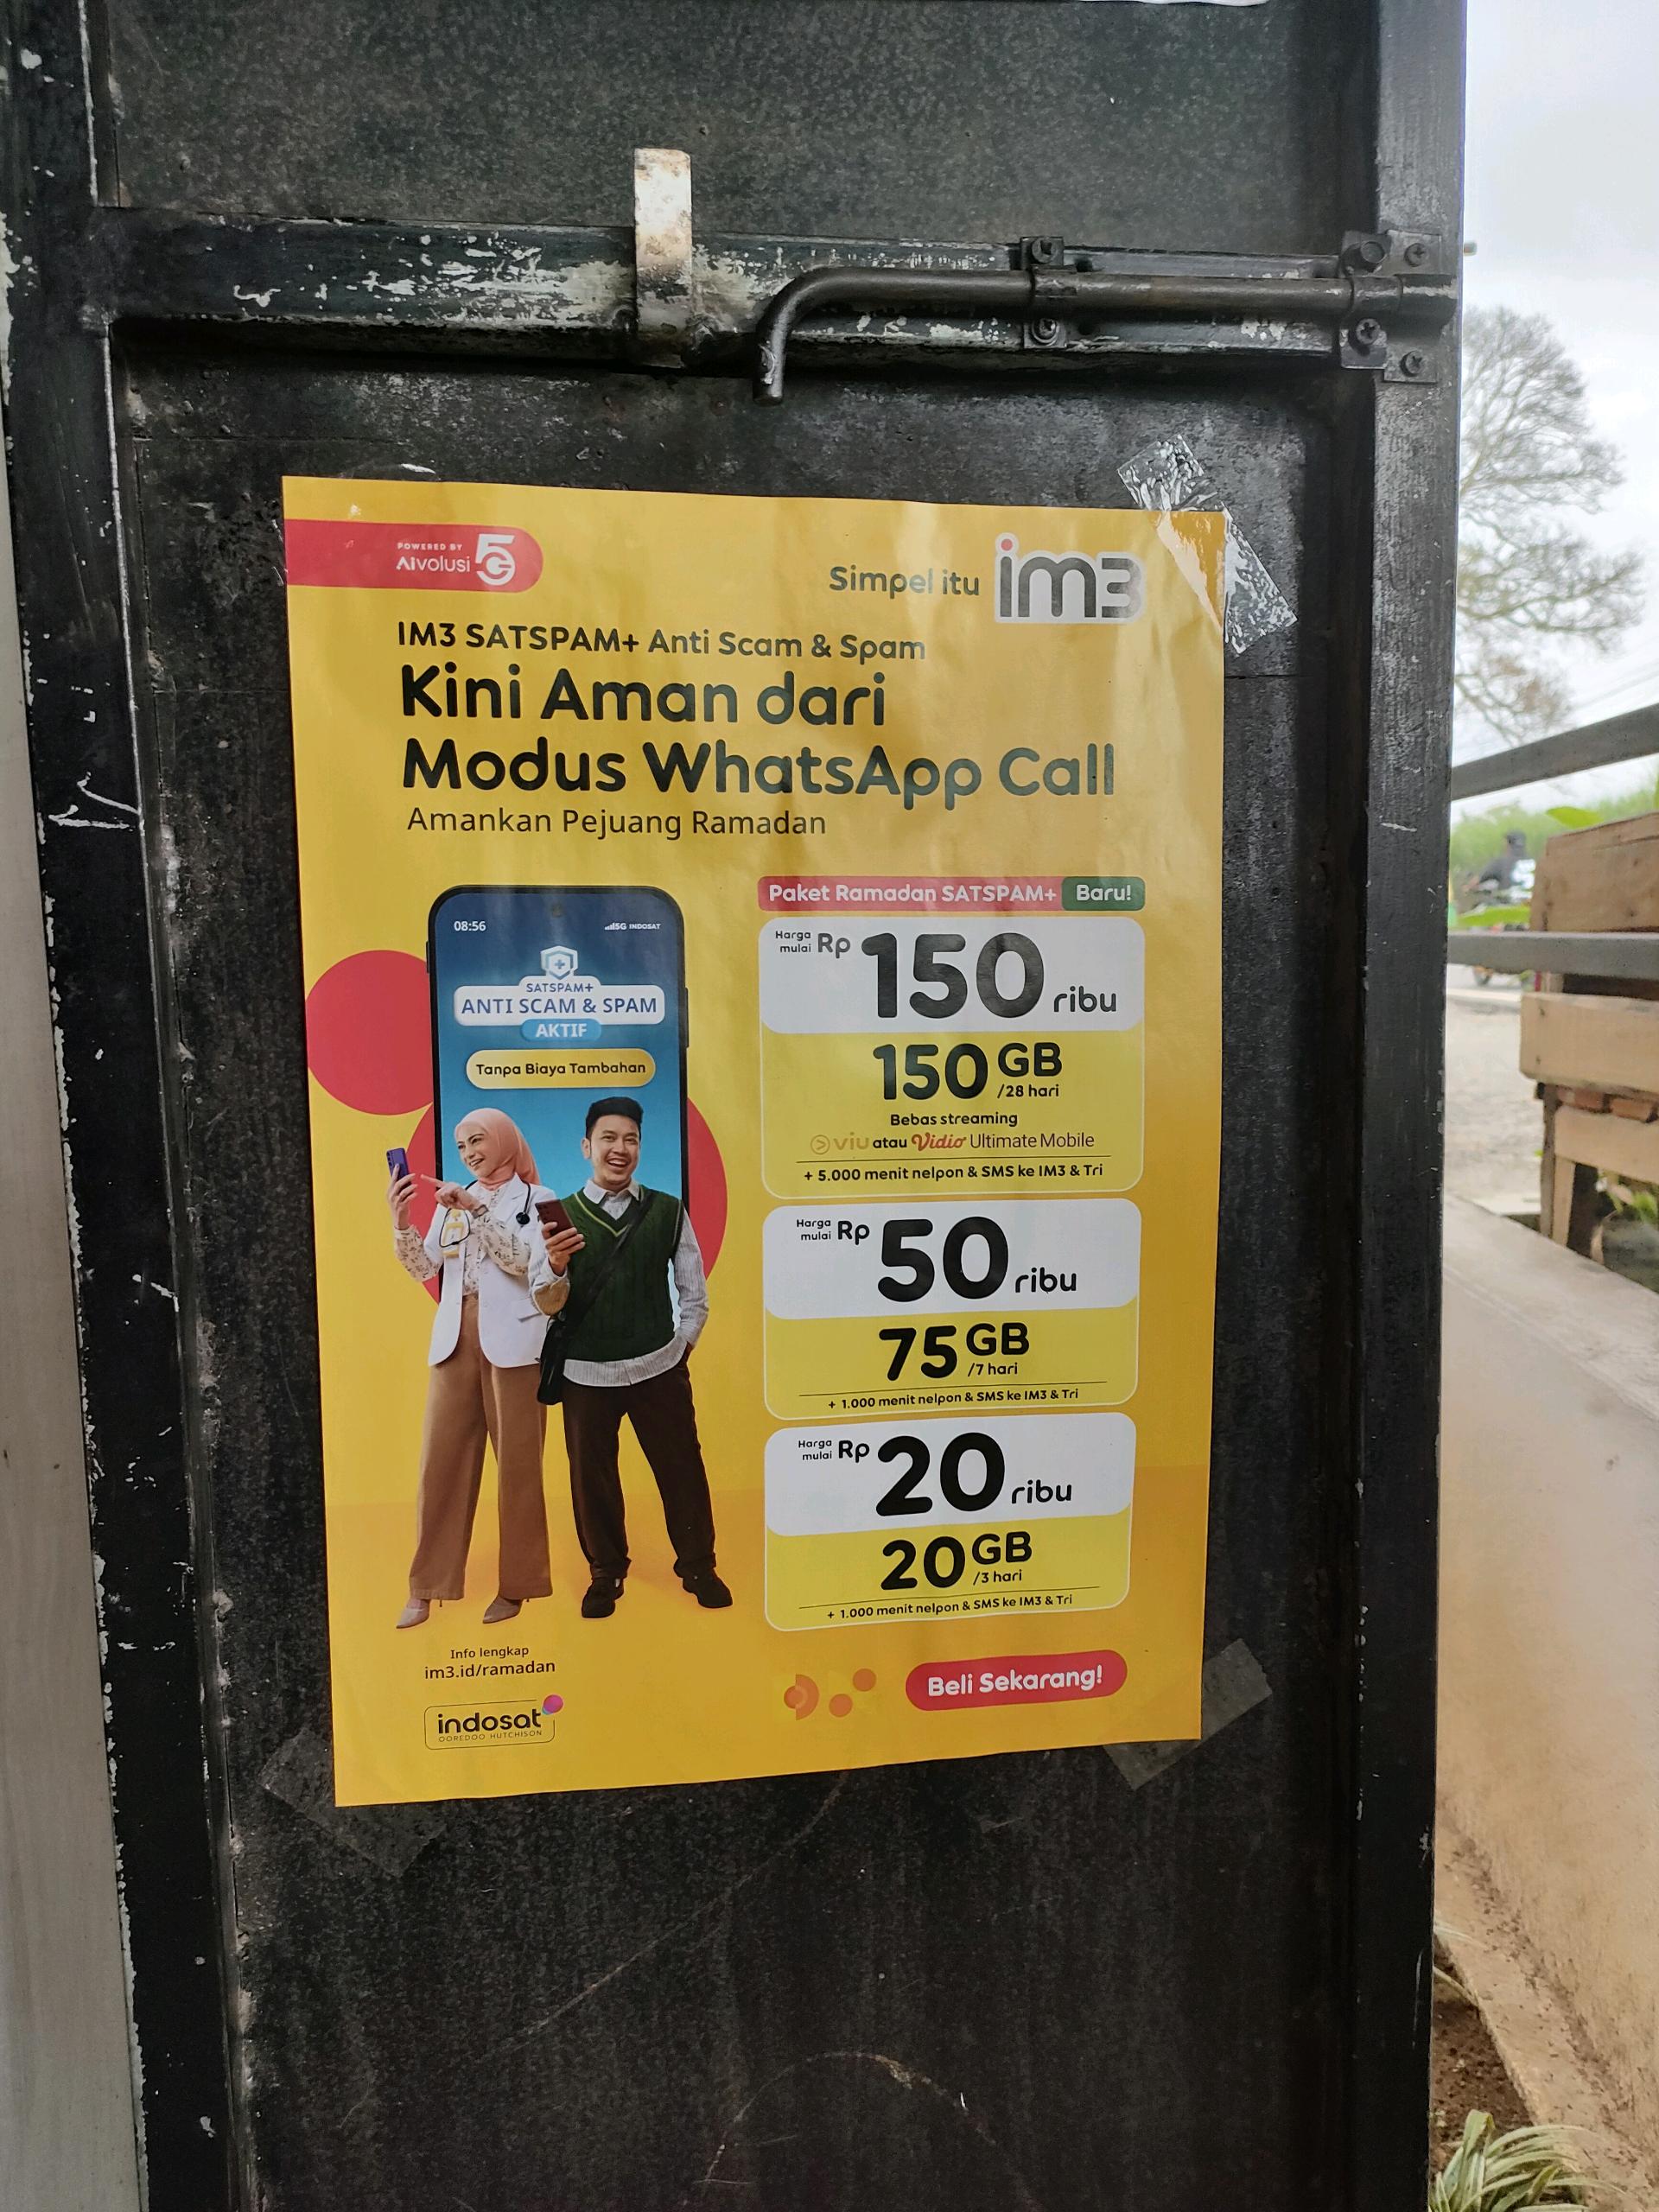 POWERED BY
AIvolusi 5G
Simpel itu im3
IM3 SATSPAM+ Anti Scam & Spam
Kini Aman dari
Modus WhatsApp Call
Amankan Pejuang Ramadan
08:56
5G INDOSAT
SATSPAM+
ANTI SCAM & SPAM
AKTIF
Tanpa Biaya Tambahan
Paket Ramadan SATSPAM+ Baru!
Harga
mulai Rp 150 ribu
150 GB
/28 hari
Bebas streaming
viu atau Vidio Ultimate Mobile
+ 5.000 menit nelpon & SMS ke IM3 & Tri
Harga
mulai Rp 50 ribu
75 GB
/7 hari
+ 1.000 menit nelpon & SMS ke IM3 & Tri
Harga
mulai Rp 20 ribu
20 GB
/3 hari
+ 1.000 menit nelpon & SMS ke IM3 & Tri
Info lengkap
im3.id/ramadan
indosat
OOREDOO HUTCHISON
Beli Sekarang!